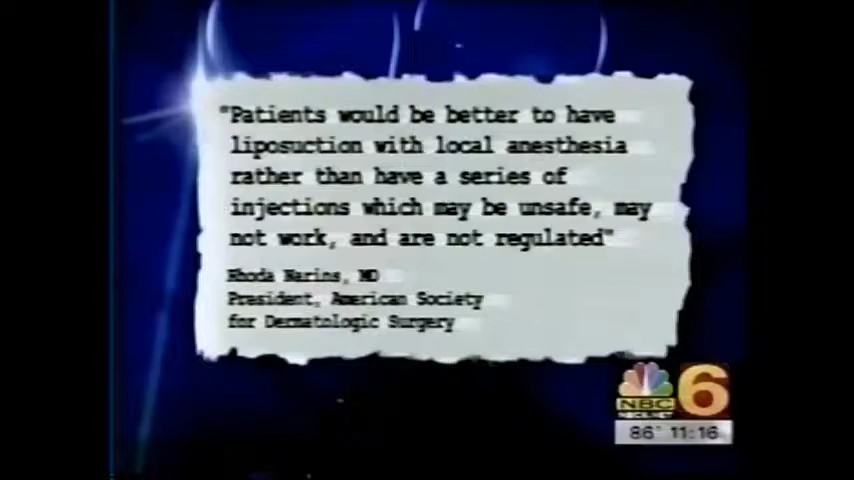 "Patients would be better to have
liposuction with local anesthesia
rather than have a series of
injections which may be unsafe, may
not work, and are not regulated"
Rhoda Narins, MD
President, American Society
for Dermatologic Surgery
NBC 6
86° 11:16